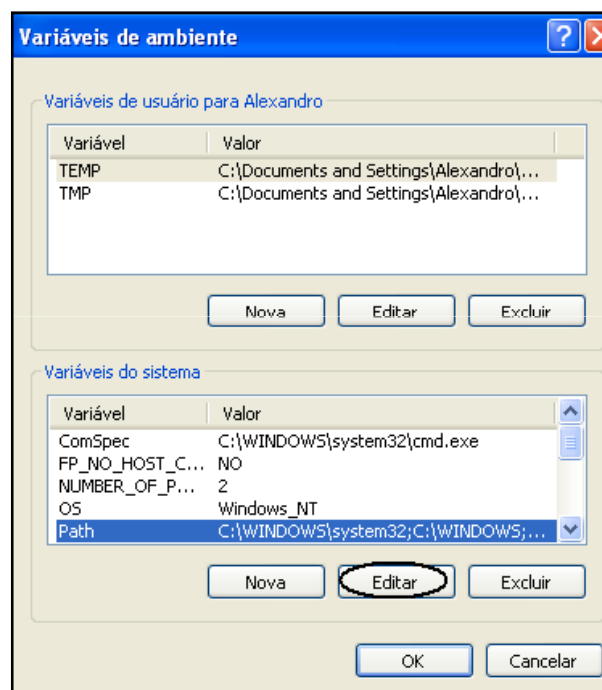 Variáveis de ambiente
Variáveis de usuário para Alexandro
Variável Valor
TEMP C:\Documents and Settings\Alexandro\...
TMP C:\Documents and Settings\Alexandro\...
Nova Editar Excluir
Variáveis do sistema
Variável Valor
ComSpec C:\WINDOWS\system32\cmd.exe
FP_NO_HOST_C... NO
NUMBER_OF_P... 2
OS Windows_NT
Path C:\WINDOWS\system32;C:\WINDOWS;...
Nova Editar Excluir
OK Cancelar